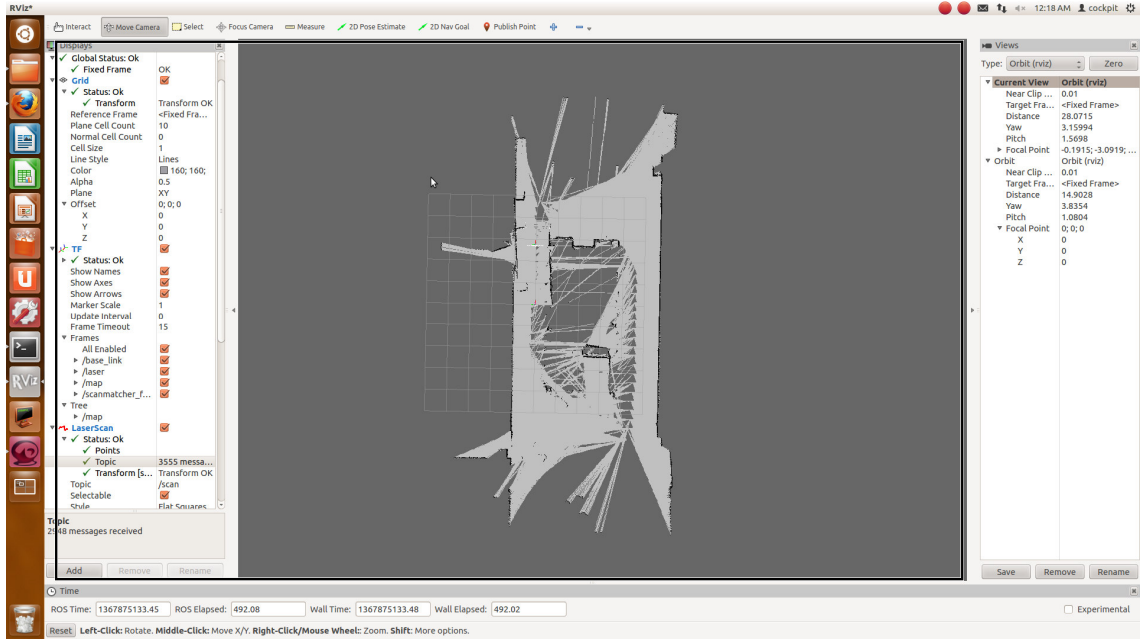 RViz*
12:18 AM cockpit
Interact Move Camera Select Focus Camera Measure 2D Pose Estimate 2D Nav Goal Publish Point
Displays
Global Status: Ok
Fixed Frame OK
Grid
Status: Ok
Transform Transform OK
Reference Frame <Fixed Fra...
Plane Cell Count 10
Normal Cell Count 0
Cell Size 1
Line Style Lines
Color 160; 160;
Alpha 0.5
Plane XY
Offset 0; 0; 0
X 0
Y 0
Z 0
TF
Status: Ok
Show Names
Show Axes
Show Arrows
Marker Scale 1
Update Interval 0
Frame Timeout 15
Frames
All Enabled
/base_link
/laser
/map
/scanmatcher_f...
Tree
/map
LaserScan
Status: Ok
Points
Topic 3555 messa...
Transform [s... Transform OK
Topic /scan
Selectable
Style Flat Squares
Topic
2948 messages received
Add Remove Rename
Views
Type: Orbit (rviz) Zero
Current View Orbit (rviz)
Near Clip ... 0.01
Target Fra... <Fixed Frame>
Distance 28.0715
Yaw 3.15994
Pitch 1.5698
Focal Point -0.1915; -3.0919; ...
Orbit Orbit (rviz)
Near Clip ... 0.01
Target Fra... <Fixed Frame>
Distance 14.9028
Yaw 3.8354
Pitch 1.0804
Focal Point 0; 0; 0
X 0
Y 0
Z 0
Save Remove Rename
Time
ROS Time: 1367875133.45 ROS Elapsed: 492.08 Wall Time: 1367875133.48 Wall Elapsed: 492.02 Experimental
Reset Left-Click: Rotate. Middle-Click: Move X/Y. Right-Click/Mouse Wheel:: Zoom. Shift: More options.
RViz